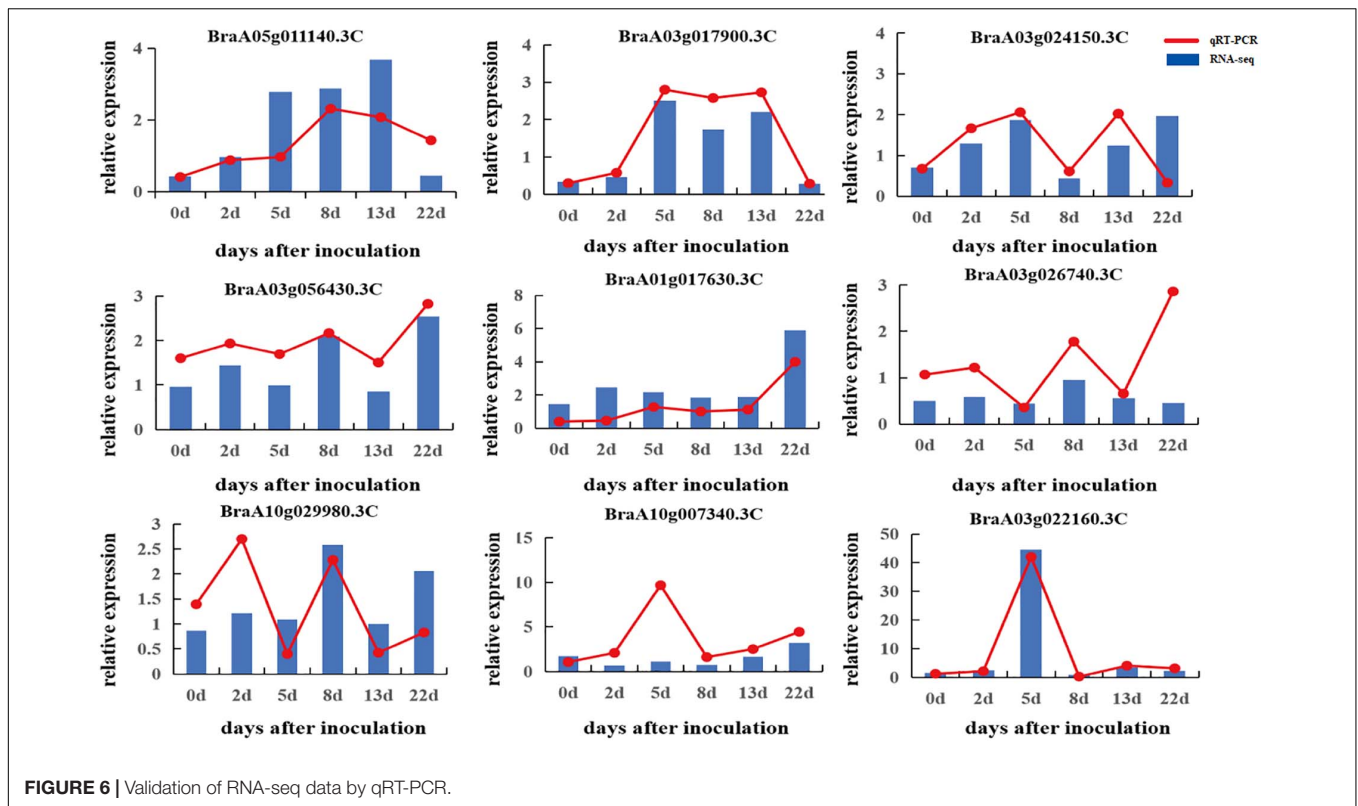 BraA05g011140.3C
relative expression
4
2
0
0d 2d 5d 8d 13d 22d
days after inoculation
BraA03g017900.3C
relative expression
4
3
2
1
0
0d 2d 5d 8d 13d 22d
days after inoculation
BraA03g024150.3C
relative expression
4
3
2
1
0
0d 2d 5d 8d 13d 22d
days after inoculation
qRT-PCR
RNA-seq
BraA03g056430.3C
relative expression
3
2
1
0
0d 2d 5d 8d 13d 22d
days after inoculation
BraA01g017630.3C
relative expression
8
6
4
2
0
0d 2d 5d 8d 13d 22d
days after inoculation
BraA03g026740.3C
relative expression
3
2
1
0
0d 2d 5d 8d 13d 22d
days after inoculation
BraA10g029980.3C
relative expression
3
2.5
2
1.5
1
0.5
0
0d 2d 5d 8d 13d 22d
days after inoculation
BraA10g007340.3C
relative expression
15
10
5
0
0d 2d 5d 8d 13d 22d
days after inoculation
BraA03g022160.3C
relative expression
50
40
30
20
10
0
0d 2d 5d 8d 13d 22d
days after inoculation
FIGURE 6 | Validation of RNA-seq data by qRT-PCR.